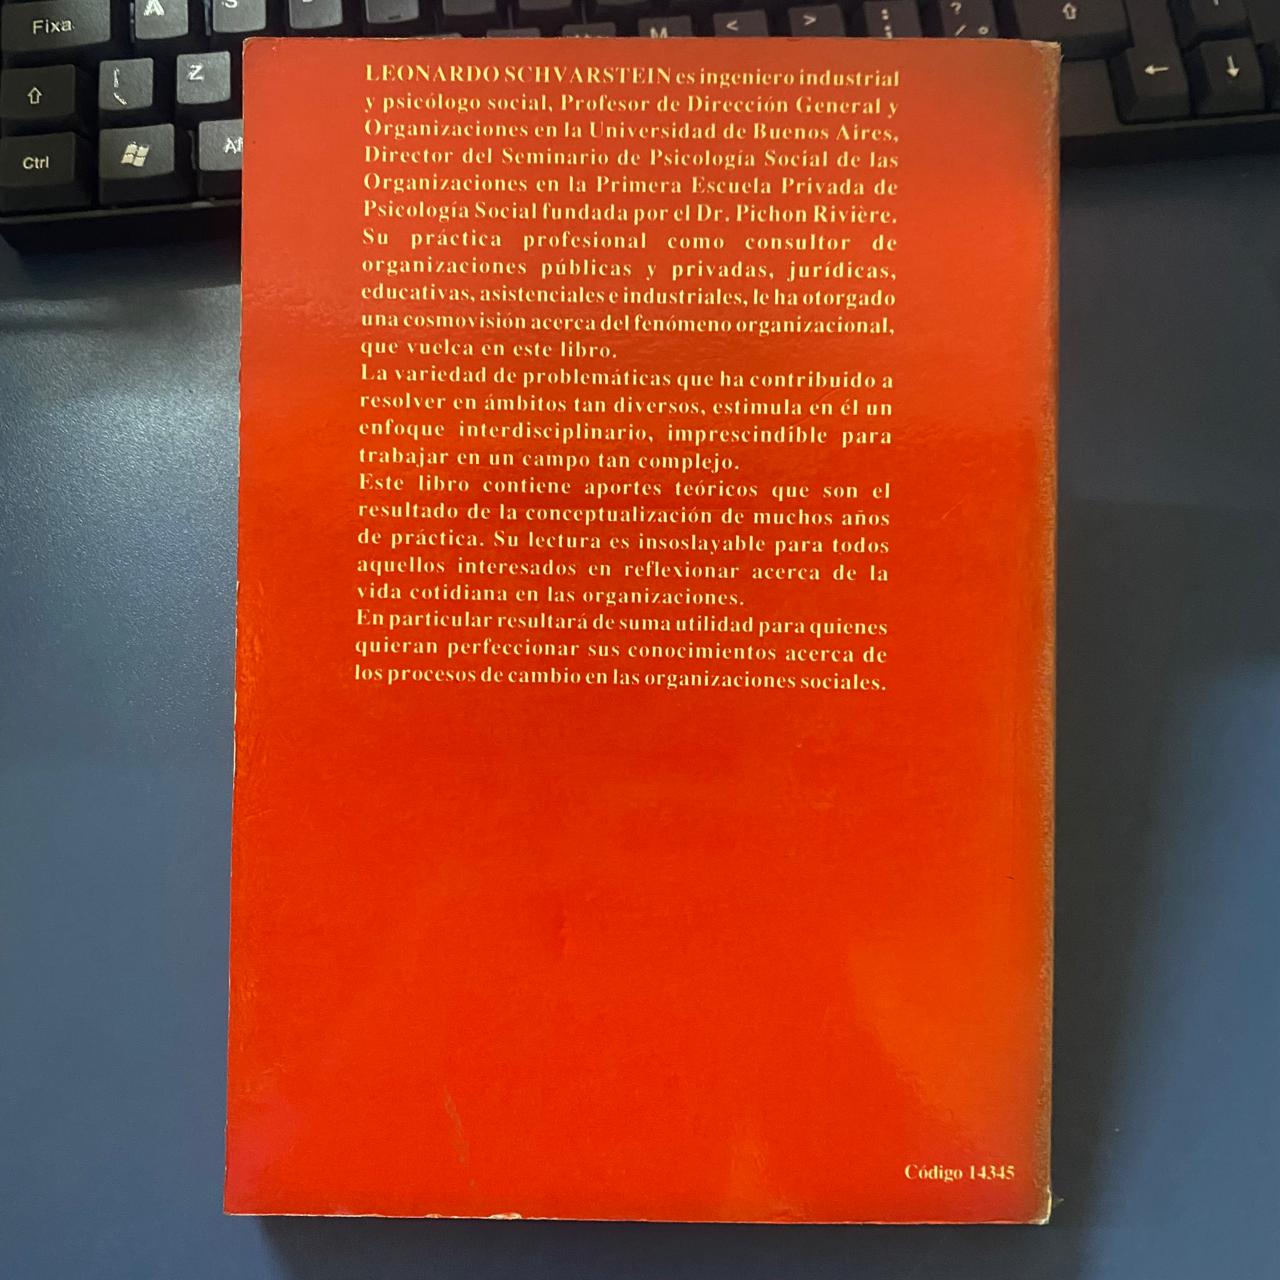 Fixa
A
S
M
<
>
:
;
?
/ °
⇧
⇧
Z
←
↓
Ctrl
LEONARDO SCHVARSTEIN es ingeniero industrial
y psicólogo social, Profesor de Dirección General y
Organizaciones en la Universidad de Buenos Aires,
Director del Seminario de Psicología Social de las
Organizaciones en la Primera Escuela Privada de
Psicología Social fundada por el Dr. Pichon Rivière.
Su práctica profesional como consultor de
organizaciones públicas y privadas, jurídicas,
educativas, asistenciales e industriales, le ha otorgado
una cosmovisión acerca del fenómeno organizacional,
que vuelca en este libro.
La variedad de problemáticas que ha contribuido a
resolver en ámbitos tan diversos, estimula en él un
enfoque interdisciplinario, imprescindible para
trabajar en un campo tan complejo.
Este libro contiene aportes teóricos que son el
resultado de la conceptualización de muchos años
de práctica. Su lectura es insoslayable para todos
aquellos interesados en reflexionar acerca de la
vida cotidiana en las organizaciones.
En particular resultará de suma utilidad para quienes
quieran perfeccionar sus conocimientos acerca de
los procesos de cambio en las organizaciones sociales.
Código 14345